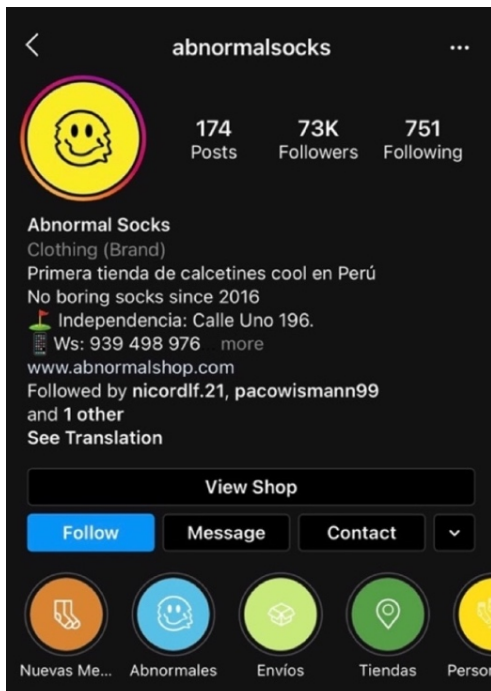 abnormalsocks
174 73K 751
Posts Followers Following
Abnormal Socks
Clothing (Brand)
Primera tienda de calcetines cool en Perú
No boring socks since 2016
Independencia: Calle Uno 196.
Ws: 939 498 976 more
www.abnormalshop.com
Followed by nicordlf.21, pacowismann99
and 1 other
See Translation
View Shop
Follow Message Contact
Nuevas Me... Abnormales Envíos Tiendas Person